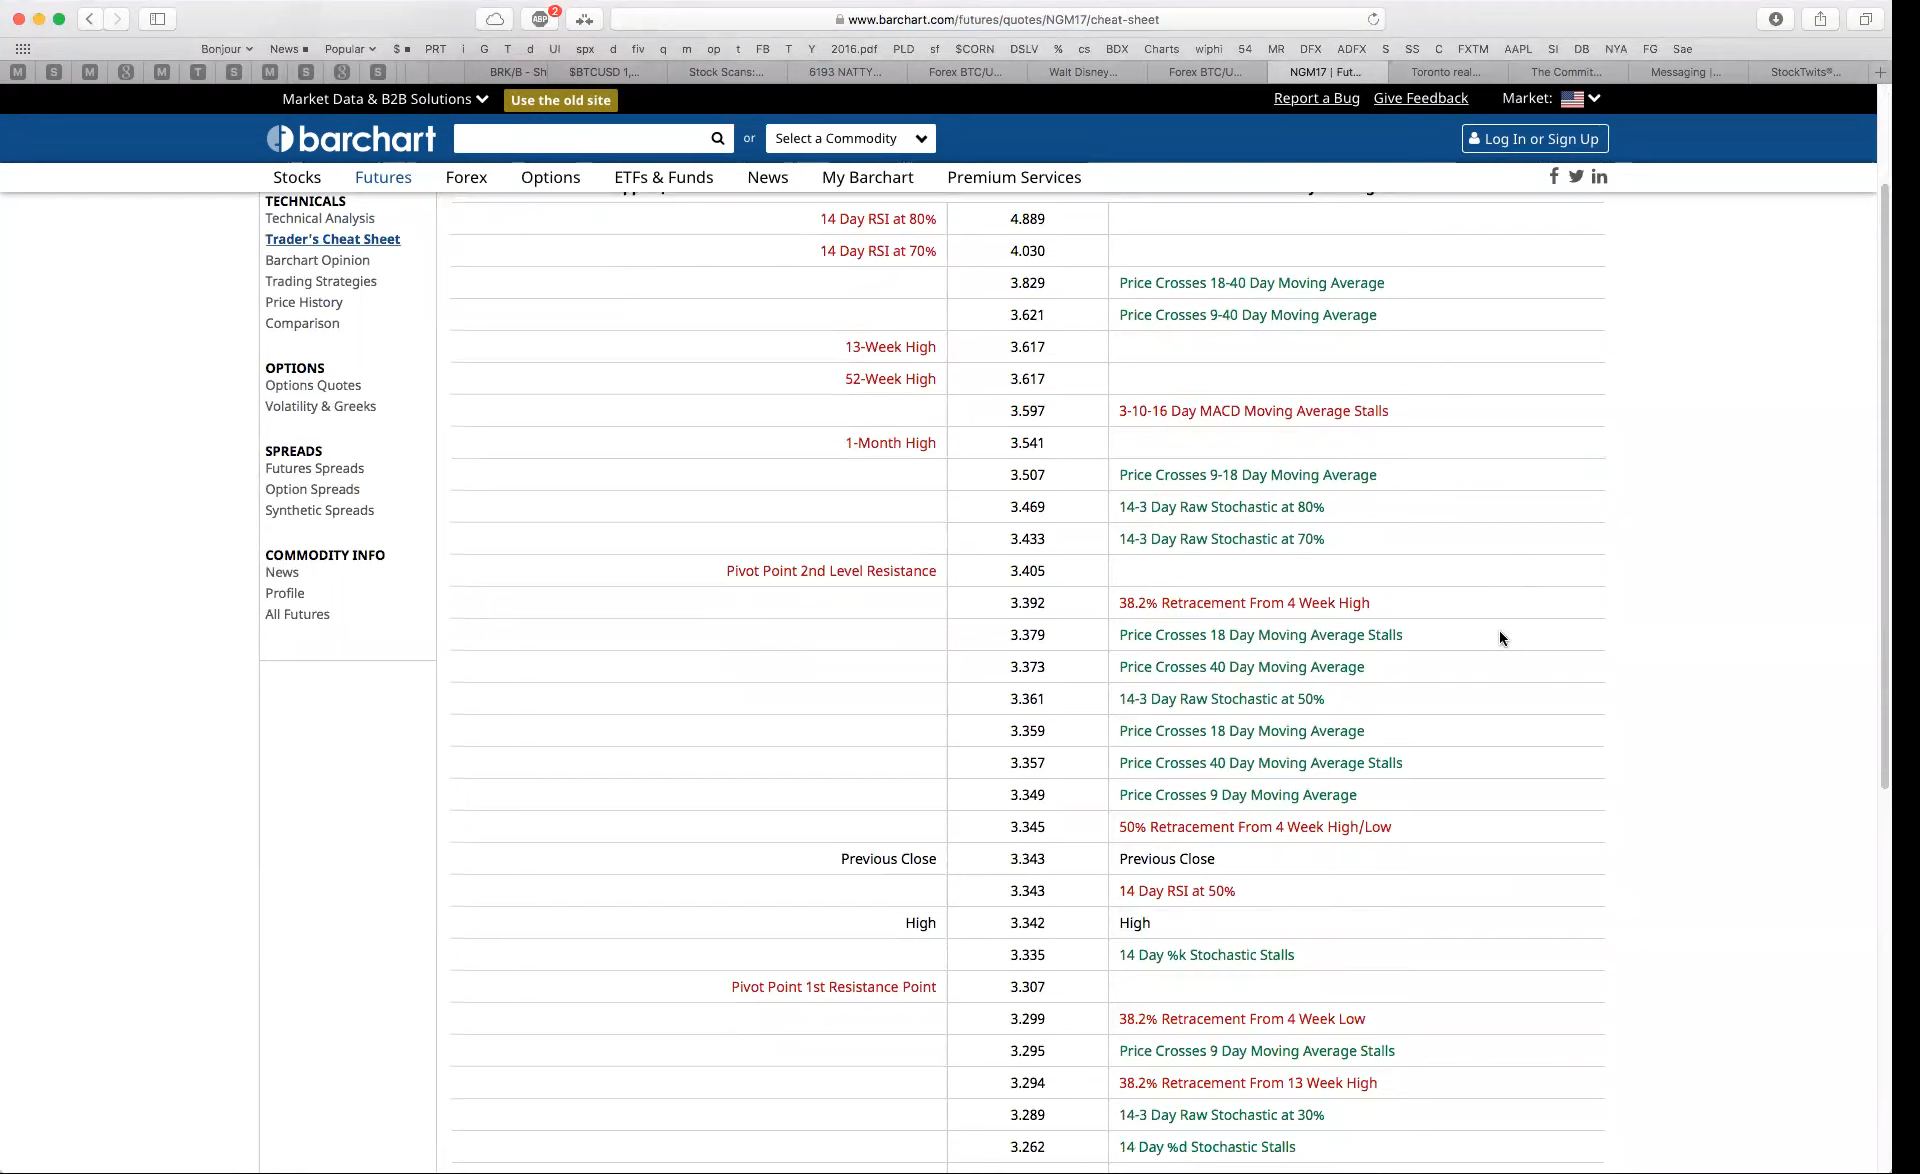 2
www.barchart.com/futures/quotes/NGM17/cheat-sheet
Bonjour News Popular $ PRT i G T d UI spx d fiv q m op t FB T Y 2016.pdf PLD sf $CORN DSLV % cs BDX Charts wiphi 54 MR DFX ADFX S SS C FXTM AAPL SI DB NYA FG Sae
M S M 8 M T S M S 8 S BRK/B - Sh $BTCUSD 1,... Stock Scans:... 6193 NATTY... Forex BTC/U... Walt Disney... Forex BTC/U... NGM17 | Fut... Toronto real... The Commit... Messaging |... StockTwits®...
Market Data & B2B Solutions Use the old site Report a Bug Give Feedback Market:
barchart or Select a Commodity Log In or Sign Up
Stocks Futures Forex Options ETFs & Funds News My Barchart Premium Services
TECHNICALS
Technical Analysis
Trader's Cheat Sheet
Barchart Opinion
Trading Strategies
Price History
Comparison
OPTIONS
Options Quotes
Volatility & Greeks
SPREADS
Futures Spreads
Option Spreads
Synthetic Spreads
COMMODITY INFO
News
Profile
All Futures
14 Day RSI at 80% 4.889
14 Day RSI at 70% 4.030
3.829 Price Crosses 18-40 Day Moving Average
3.621 Price Crosses 9-40 Day Moving Average
13-Week High 3.617
52-Week High 3.617
3.597 3-10-16 Day MACD Moving Average Stalls
1-Month High 3.541
3.507 Price Crosses 9-18 Day Moving Average
3.469 14-3 Day Raw Stochastic at 80%
3.433 14-3 Day Raw Stochastic at 70%
Pivot Point 2nd Level Resistance 3.405
3.392 38.2% Retracement From 4 Week High
3.379 Price Crosses 18 Day Moving Average Stalls
3.373 Price Crosses 40 Day Moving Average
3.361 14-3 Day Raw Stochastic at 50%
3.359 Price Crosses 18 Day Moving Average
3.357 Price Crosses 40 Day Moving Average Stalls
3.349 Price Crosses 9 Day Moving Average
3.345 50% Retracement From 4 Week High/Low
Previous Close 3.343 Previous Close
3.343 14 Day RSI at 50%
High 3.342 High
3.335 14 Day %k Stochastic Stalls
Pivot Point 1st Resistance Point 3.307
3.299 38.2% Retracement From 4 Week Low
3.295 Price Crosses 9 Day Moving Average Stalls
3.294 38.2% Retracement From 13 Week High
3.289 14-3 Day Raw Stochastic at 30%
3.262 14 Day %d Stochastic Stalls